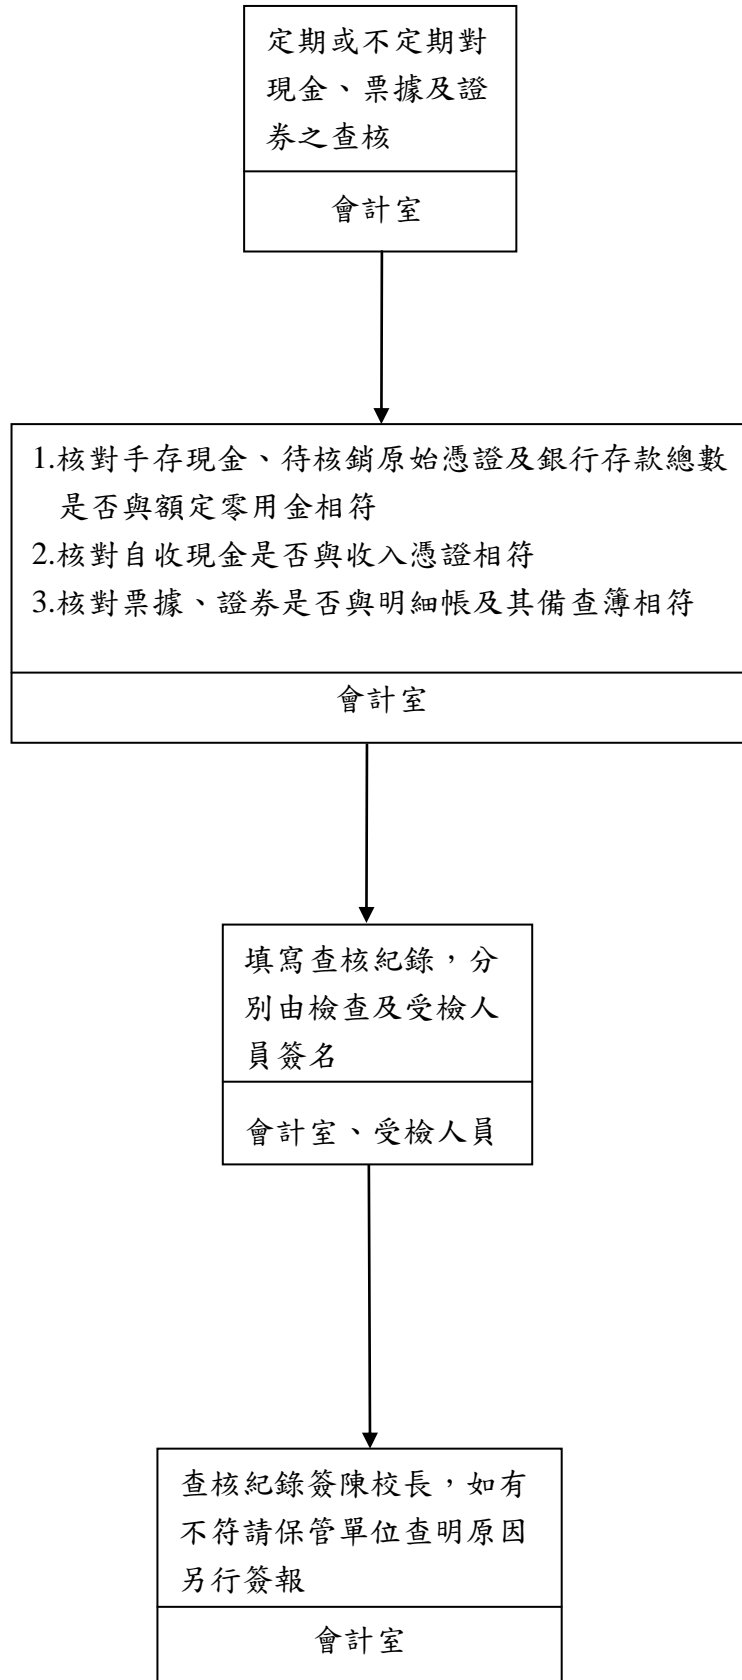 定期或不定期對
現金、票據及證
券之查核
會計室
1.核對手存現金、待核銷原始憑證及銀行存款總數
是否與額定零用金相符
2.核對自收現金是否與收入憑證相符
3.核對票據、證券是否與明細帳及其備查簿相符
會計室
填寫查核紀錄，分
別由檢查及受檢人
員簽名
會計室、受檢人員
查核紀錄簽陳校長，如有
不符請保管單位查明原因
另行簽報
會計室